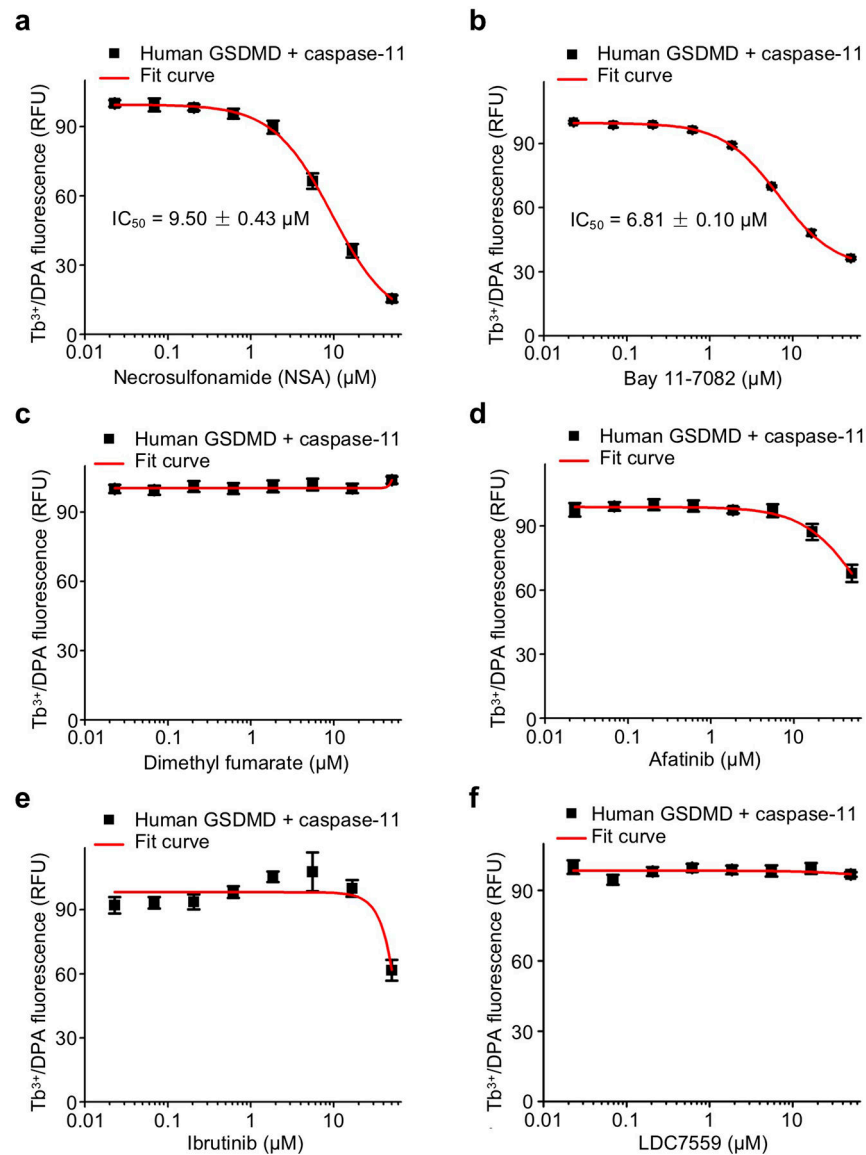 a
Human GSDMD + caspase-11
Fit curve
Tb³⁺/DPA fluorescence (RFU)
90
60
30
0
IC₅₀ = 9.50 ± 0.43 µM
0.01 0.1 1 10
Necrosulfonamide (NSA) (µM)
b
Human GSDMD + caspase-11
Fit curve
Tb³⁺/DPA fluorescence (RFU)
90
60
30
0
IC₅₀ = 6.81 ± 0.10 µM
0.01 0.1 1 10
Bay 11-7082 (µM)
c
Human GSDMD + caspase-11
Fit curve
Tb³⁺/DPA fluorescence (RFU)
90
60
30
0
0.01 0.1 1 10
Dimethyl fumarate (µM)
d
Human GSDMD + caspase-11
Fit curve
Tb³⁺/DPA fluorescence (RFU)
90
60
30
0
0.01 0.1 1 10
Afatinib (µM)
e
Human GSDMD + caspase-11
Fit curve
Tb³⁺/DPA fluorescence (RFU)
90
60
30
0
0.01 0.1 1 10
Ibrutinib (µM)
f
Human GSDMD + caspase-11
Fit curve
Tb³⁺/DPA fluorescence (RFU)
90
60
30
0
0.01 0.1 1 10
LDC7559 (µM)